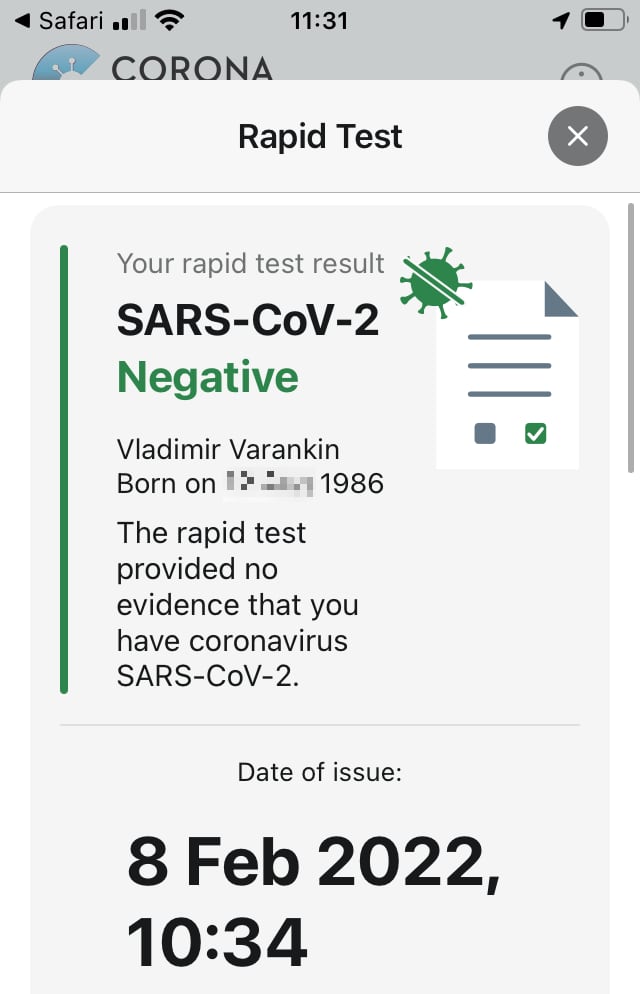 Safari
11:31
CORONA
Rapid Test
Your rapid test result
SARS-CoV-2
Negative
Vladimir Varankin
Born on 1986
The rapid test
provided no
evidence that you
have coronavirus
SARS-CoV-2.
Date of issue:
8 Feb 2022,
10:34